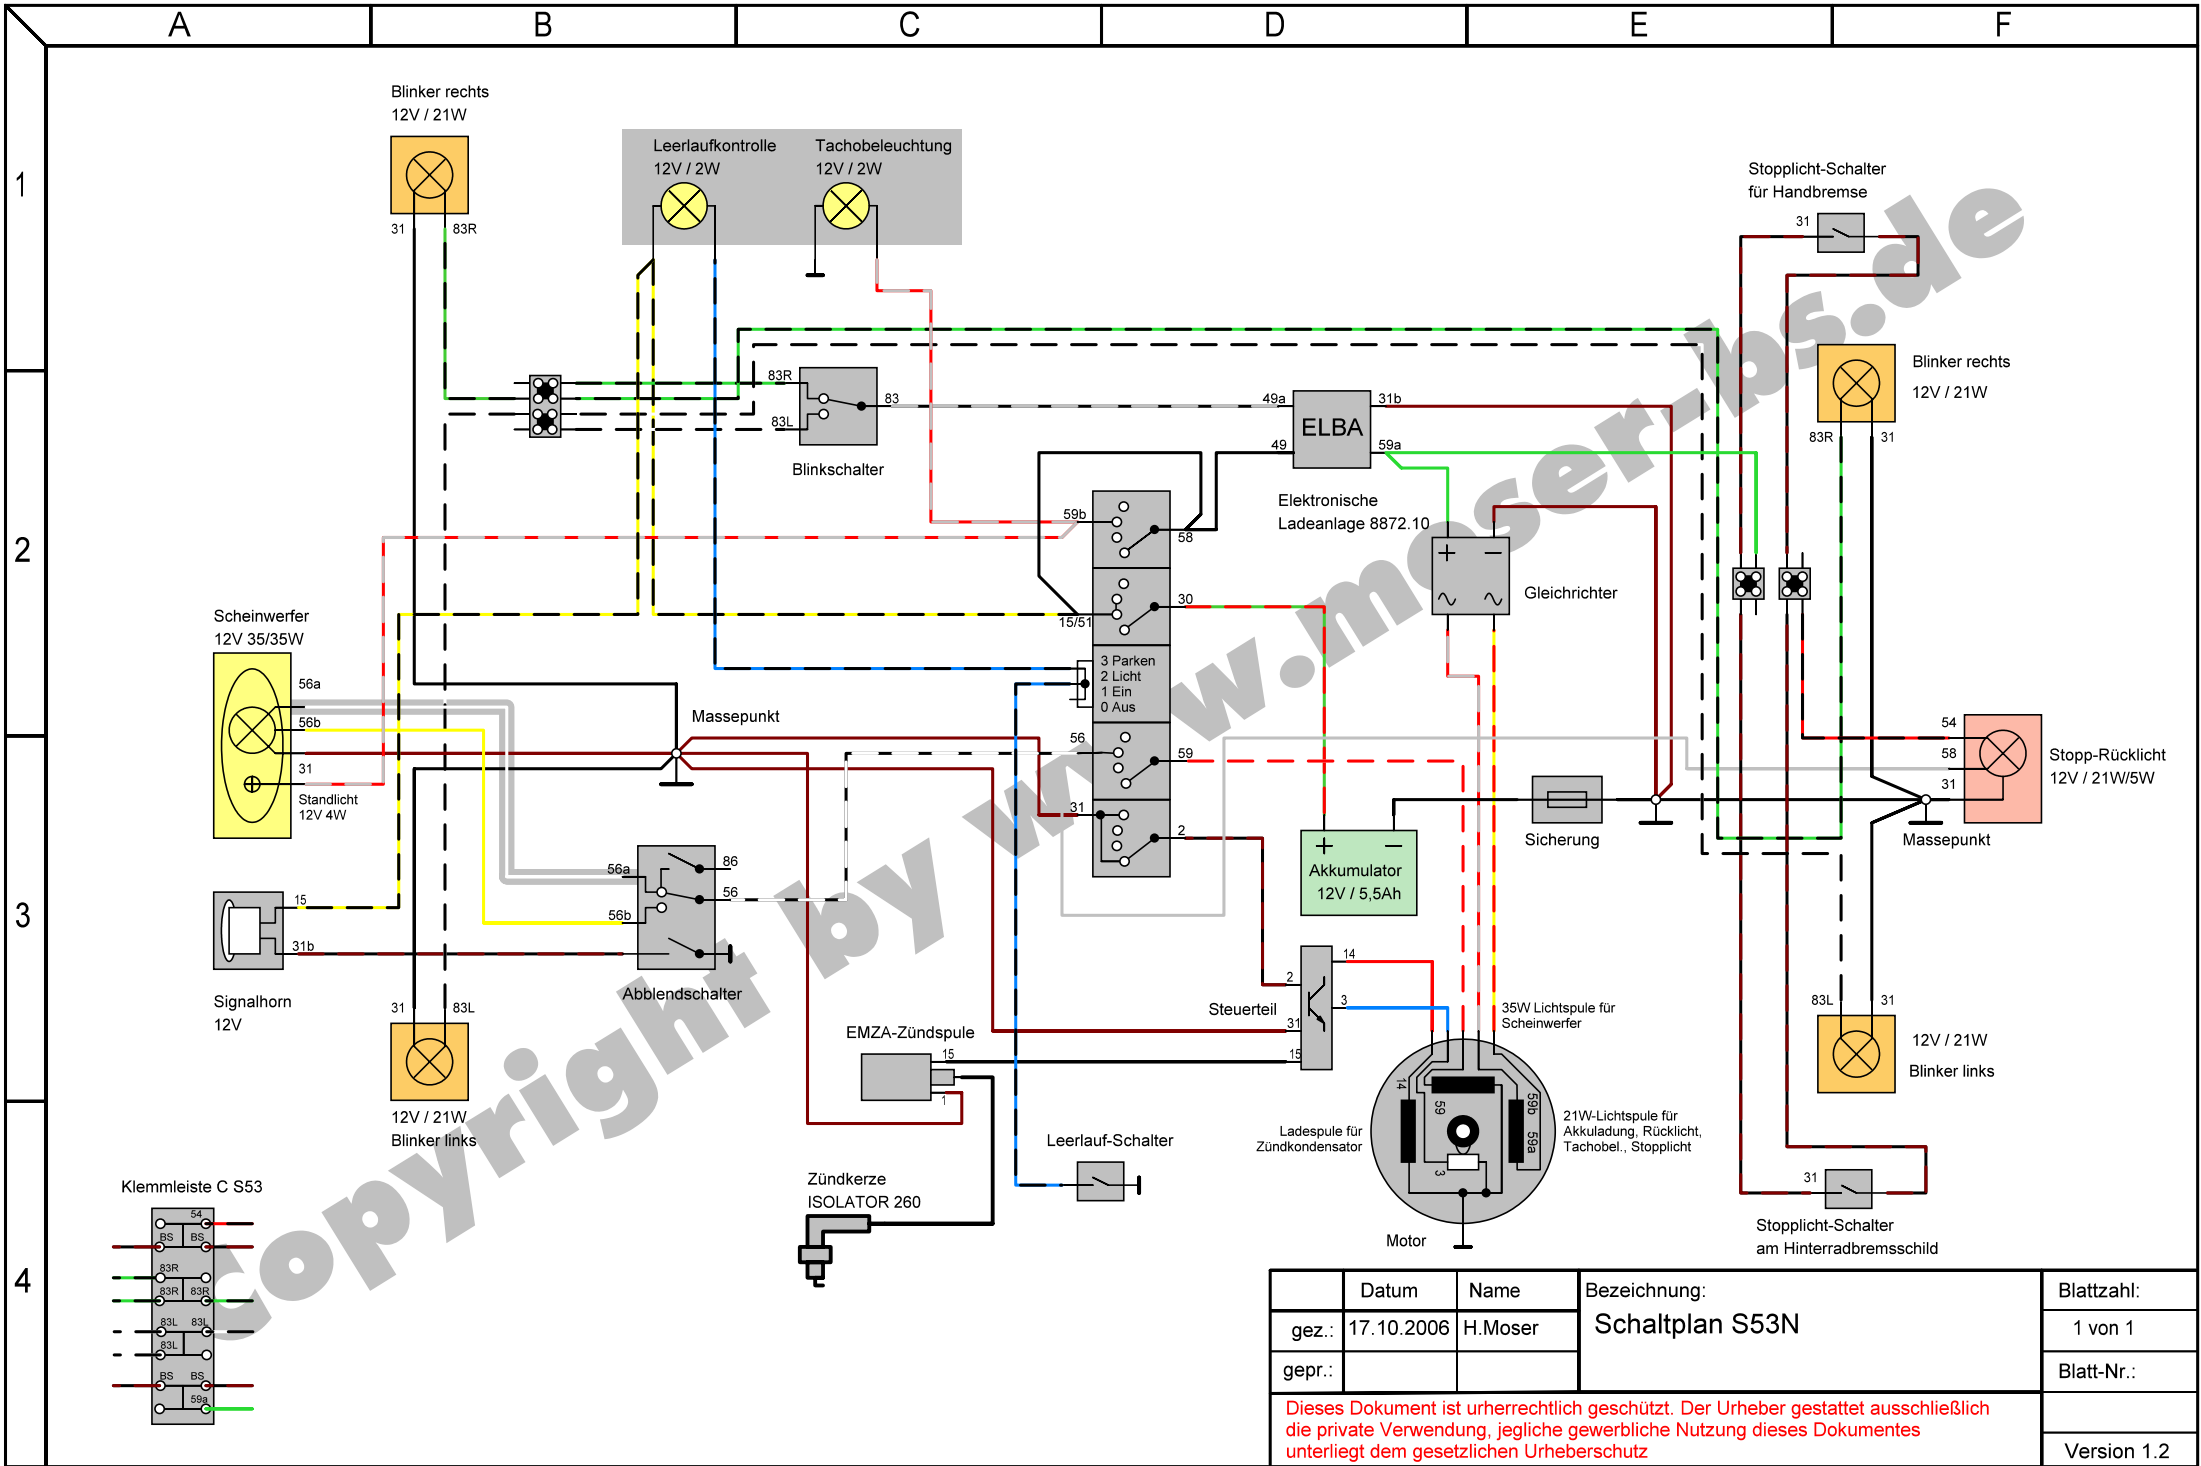 A B C D E F
1
2
3
4
Blinker rechts
12V / 21W
31 83R
Leerlaufkontrolle
12V / 2W
Tachobeleuchtung
12V / 2W
Stopplicht-Schalter
für Handbremse
31
83R
83L
83
Blinkschalter
49a
49
ELBA
31b
59a
Elektronische
Ladeanlage 8872.10
Blinker rechts
12V / 21W
83R 31
59b
58
15/51
30
3 Parken
2 Licht
1 Ein
0 Aus
56
59
31
2
+ −
Gleichrichter
Scheinwerfer
12V 35/35W
56a
56b
31
Standlicht
12V 4W
Massepunkt
54
58
31
Stopp-Rücklicht
12V / 21W/5W
Massepunkt
Sicherung
+ −
Akkumulator
12V / 5,5Ah
56a
56b
86
56
Abblendschalter
15
31b
Signalhorn
12V
31 83L
12V / 21W
Blinker links
EMZA-Zündspule
15
1
Steuerteil
2
31
15
14
3
35W Lichtspule für
Scheinwerfer
14
59
59b
59a
3
Ladespule für
Zündkondensator
21W-Lichtspule für
Akkuladung, Rücklicht,
Tachobel., Stopplicht
Motor
83L 31
12V / 21W
Blinker links
Leerlauf-Schalter
Zündkerze
ISOLATOR 260
31
Stopplicht-Schalter
am Hinterradbremsschild
Klemmleiste C S53
54
BS BS
83R
83R 83R
83L 83L
83L
BS BS
59a
Copyright by www.moser-bs.de
Datum Name
Bezeichnung:
Schaltplan S53N
gez.: 17.10.2006 H.Moser
gepr.:
Blattzahl:
1 von 1
Blatt-Nr.:
Version 1.2
Dieses Dokument ist urherrechtlich geschützt. Der Urheber gestattet ausschließlich
die private Verwendung, jegliche gewerbliche Nutzung dieses Dokumentes
unterliegt dem gesetzlichen Urheberschutz